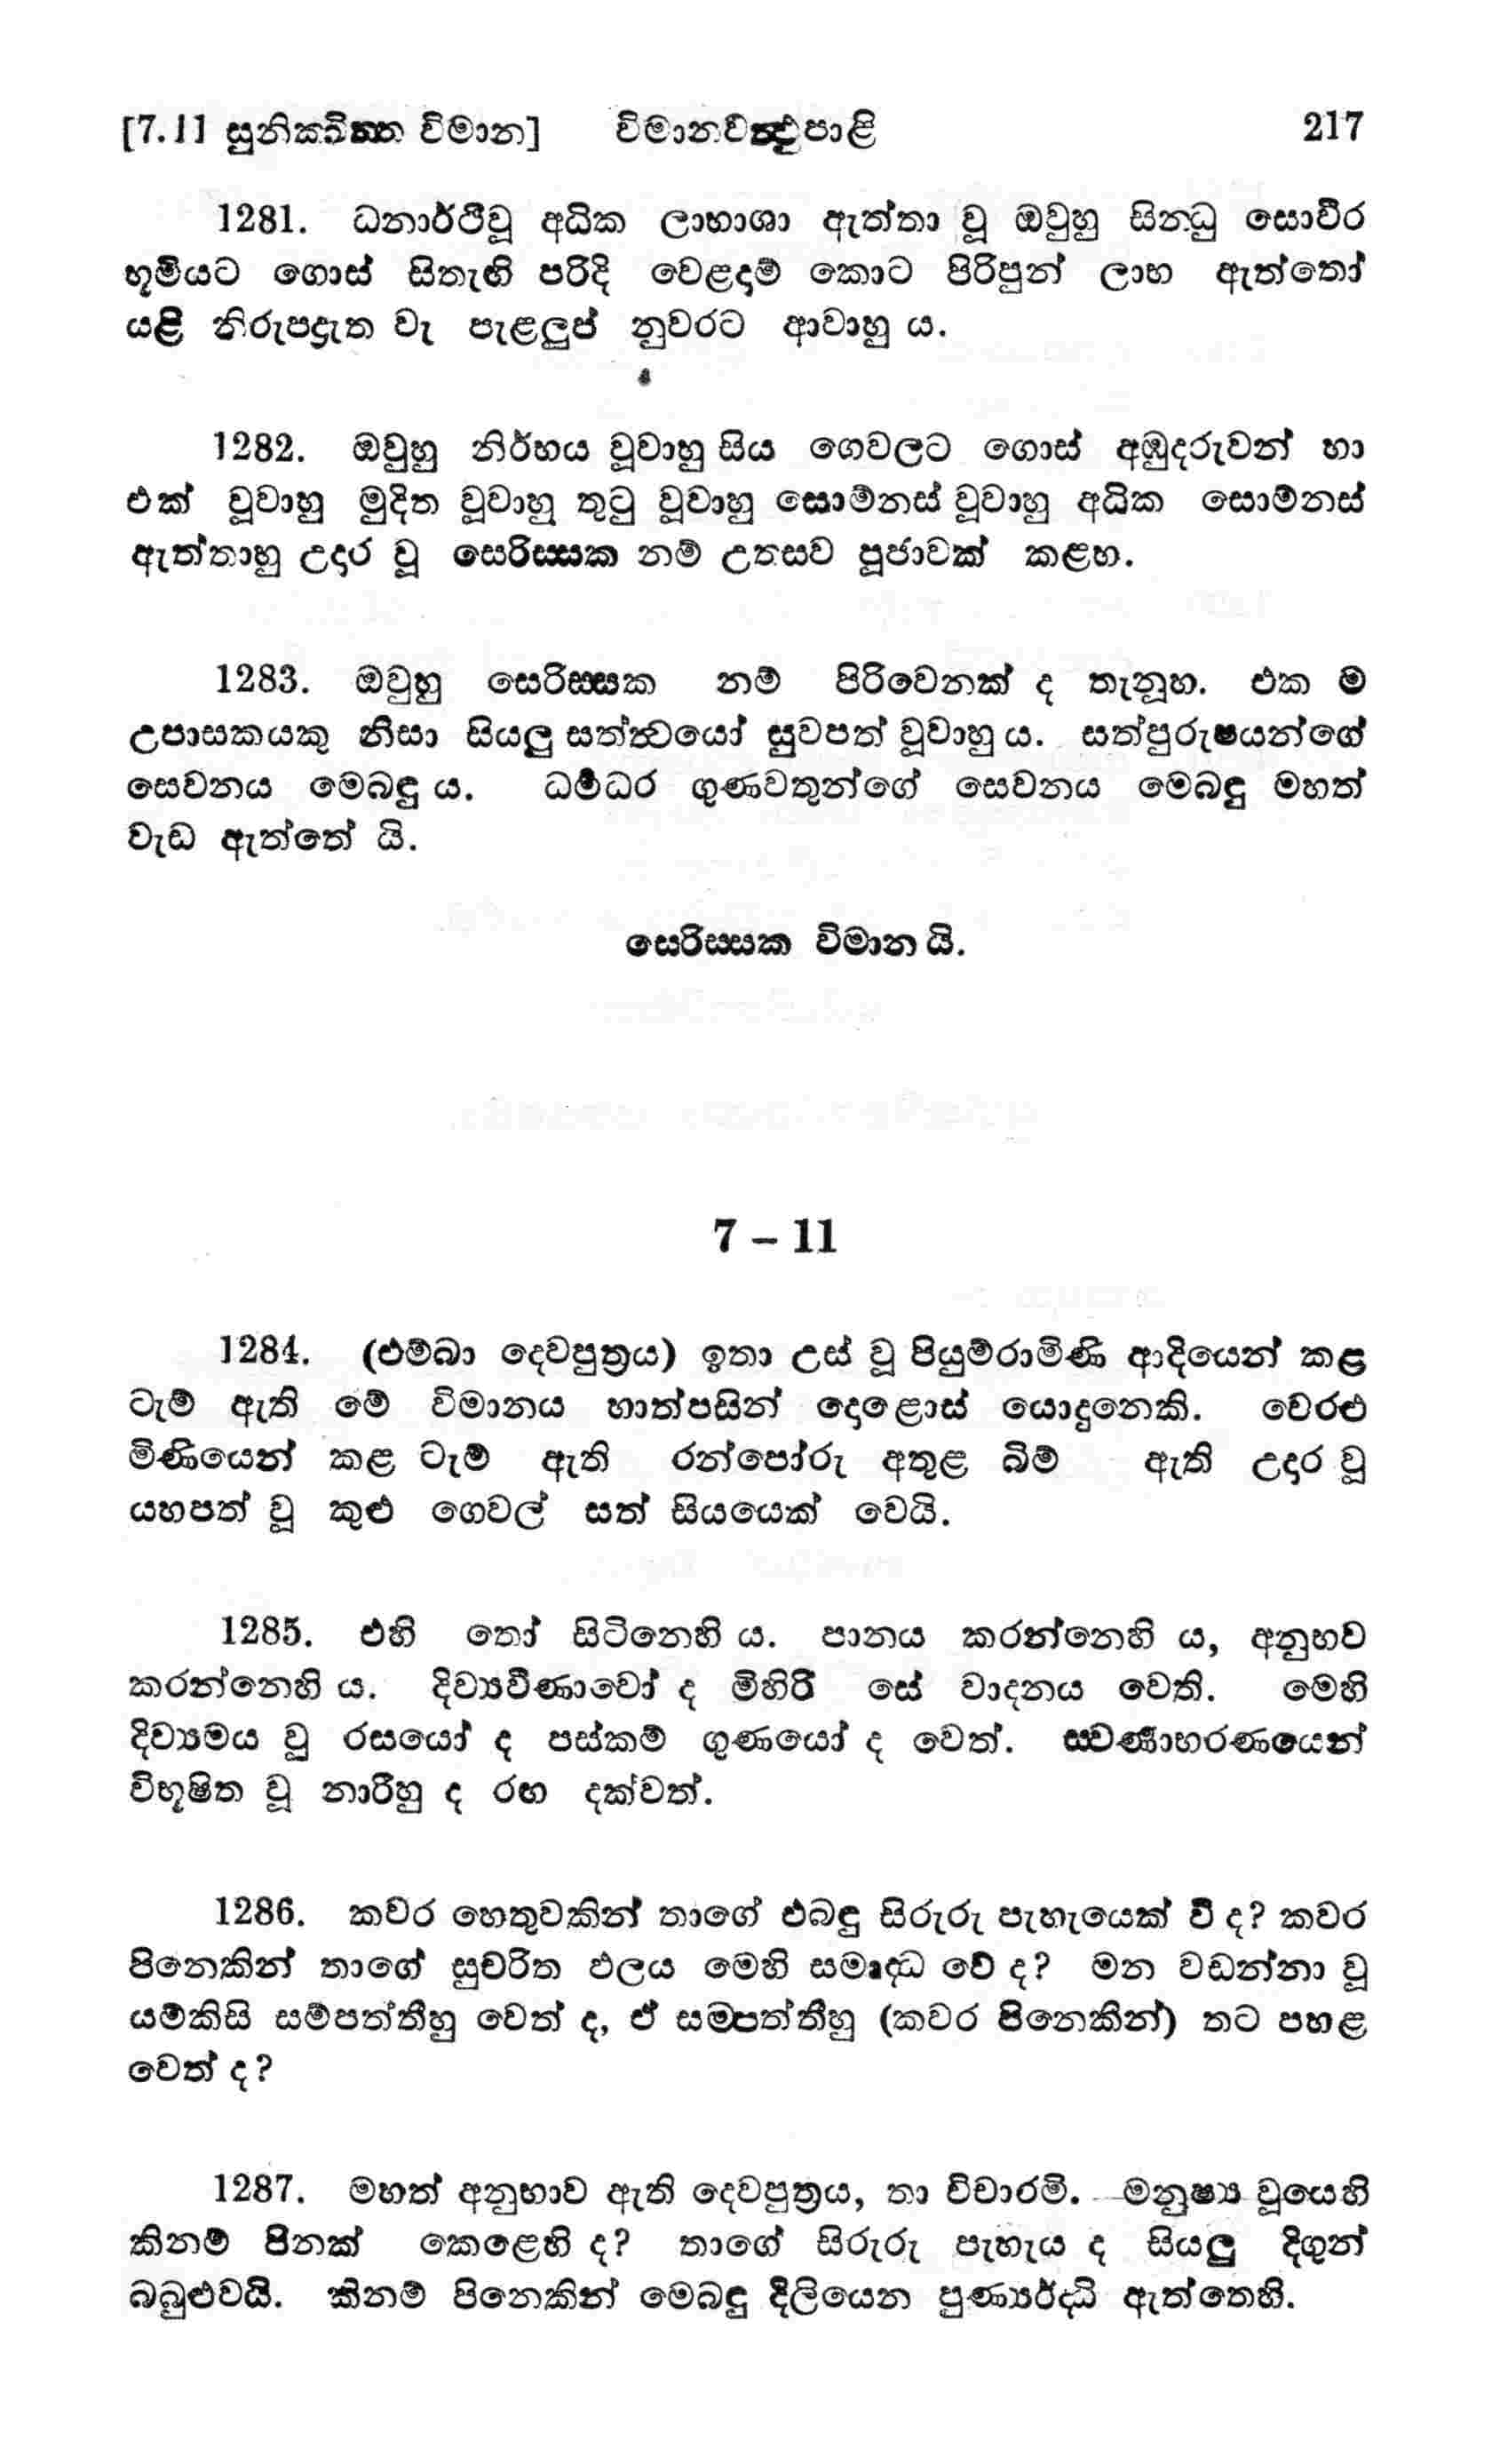 [7.11 සුනික්ඛිත්ත විමාන] විමානවත්‍ථුපාළි 217
1281. ධනාර්ථීවූ අධික ලාභාශා ඇත්තා වූ ඔවුහු සින්‍ධු සොවීර
භූමියට ගොස් සිතැඟි පරිදි වෙළදාම් කොට පිරිපුන් ලාභ ඇත්තෝ
යළි නිරුපද්‍රැත වැ පැළලුප් නුවරට ආවාහු ය.
1282. ඔවුහු නිර්භය වූවාහු සිය ගෙවලට ගොස් අඹුදරුවන් හා
එක් වූවාහු මුදිත වූවාහු තුටු වූවාහු සොම්නස් වූවාහු අධික සොම්නස්
ඇත්තාහු උදාර වූ සෙරිස්සක නම් උත්සව පූජාවක් කළහ.
1283. ඔවුහු සෙරිස්සක නම් පිරිවෙනක් ද තැනූහ. එක ම
උපාසකයකු නිසා සියලු සත්ත්‍වයෝ සුවපත් වූවාහු ය. සත්පුරුෂයන්ගේ
සෙවනය මෙබඳු ය. ධර්‍මධර ගුණවතුන්ගේ සෙවනය මෙබඳු මහත්
වැඩ ඇත්තේ යි.
සෙරිස්සක විමාන යි.
7 – 11
1284. (එම්බා දෙවපුත්‍රය) ඉතා උස් වූ පියුම්රාමිණි ආදියෙන් කළ
ටැම් ඇති මේ විමානය හාත්පසින් දොළොස් යොදුනෙකි. වෙරළු
මිණියෙන් කළ ටැම් ඇති රන්පෝරු අතුළ බිම් ඇති උදාර වූ
යහපත් වූ කුළු ගෙවල් සත් සියයෙක් වෙයි.
1285. එහි තෝ සිටිනෙහි ය. පානය කරන්නෙහි ය, අනුභව
කරන්නෙහි ය. දිව්‍යවීණාවෝ ද මිහිරි සේ වාදනය වෙති. මෙහි
දිව්‍යමය වූ රසයෝ ද පස්කම් ගුණයෝ ද වෙත්. ස්වර්‍ණාභරණයෙන්
විභූෂිත වූ නාරීහු ද රඟ දක්වත්.
1286. කවර හෙතුවකින් තාගේ එබඳු සිරුරු පැහැයෙක් වී ද? කවර
පිනෙකින් තාගේ සුචරිත ඵලය මෙහි සමෘද්ධ වේ ද? මන වඩන්නා වූ
යම්කිසි සම්පත්තීහු වෙත් ද, ඒ සම්පත්තීහු (කවර පිනෙකින්) තට පහළ
වෙත් ද?
1287. මහත් අනුභාව ඇති දෙවපුත්‍රය, තා විචාරමි. මනුෂ්‍ය වූයෙහි
කිනම් පිනක් කෙළෙහි ද? තාගේ සිරුරු පැහැය ද සියලු දිගුන්
බබුළුවයි. කිනම් පිනෙකින් මෙබඳු දිලියෙන පුණ්‍යර්ද්ධි ඇත්තෙහි.